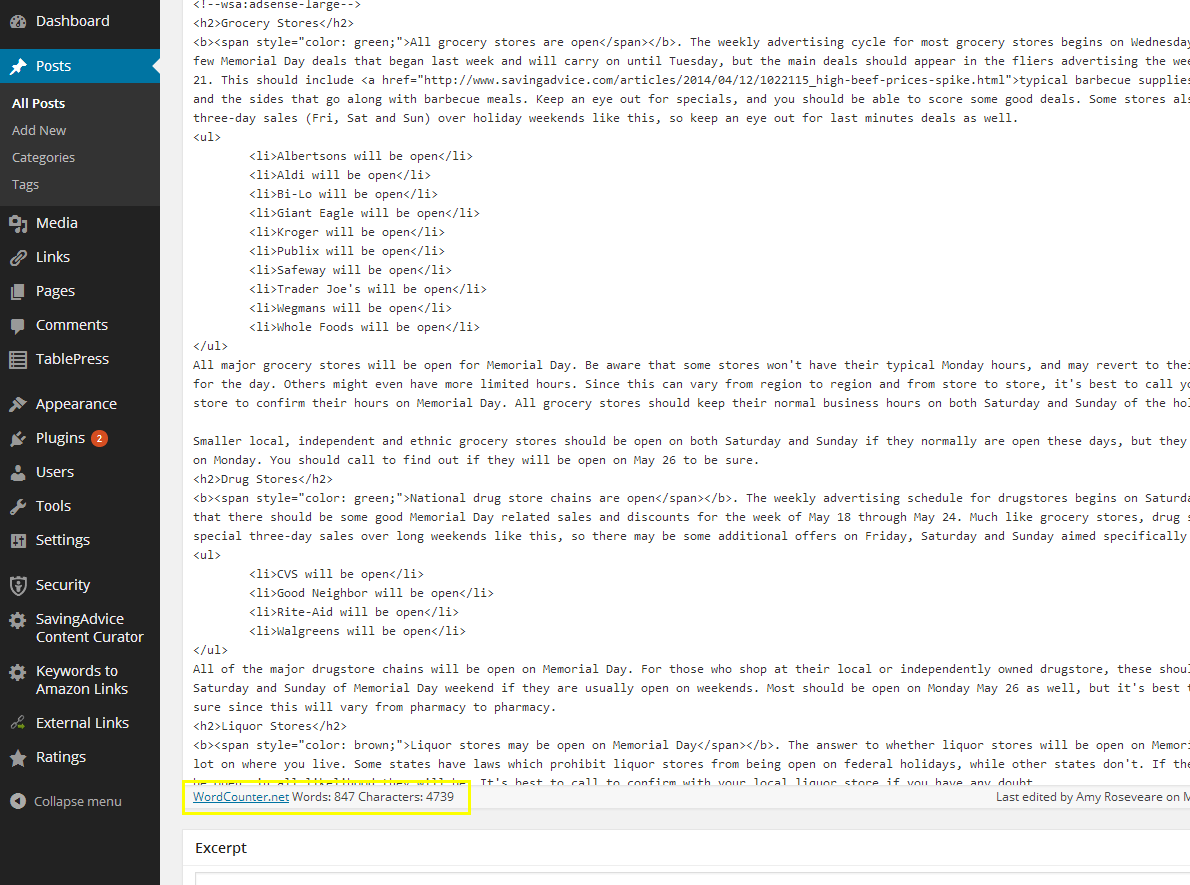 Dashboard
Posts
All Posts
Add New
Categories
Tags
Media
Links
Pages
Comments
TablePress
Appearance
Plugins 2
Users
Tools
Settings
Security
SavingAdvice
Content Curator
Keywords to
Amazon Links
External Links
Ratings
Collapse menu
<!--wsa:adsense-large-->
<h2>Grocery Stores</h2>
<b><span style="color: green;">All grocery stores are open</span></b>. The weekly advertising cycle for most grocery stores begins on Wednesday
few Memorial Day deals that began last week and will carry on until Tuesday, but the main deals should appear in the fliers advertising the wee
21. This should include <a href="http://www.savingadvice.com/articles/2014/04/12/1022115_high-beef-prices-spike.html">typical barbecue supplies
and the sides that go along with barbecue meals. Keep an eye out for specials, and you should be able to score some good deals. Some stores als
three-day sales (Fri, Sat and Sun) over holiday weekends like this, so keep an eye out for last minutes deals as well.
<ul>
<li>Albertsons will be open</li>
<li>Aldi will be open</li>
<li>Bi-Lo will be open</li>
<li>Giant Eagle will be open</li>
<li>Kroger will be open</li>
<li>Publix will be open</li>
<li>Safeway will be open</li>
<li>Trader Joe's will be open</li>
<li>Wegmans will be open</li>
<li>Whole Foods will be open</li>
</ul>
All major grocery stores will be open for Memorial Day. Be aware that some stores won't have their typical Monday hours, and may revert to thei
for the day. Others might even have more limited hours. Since this can vary from region to region and from store to store, it's best to call yo
store to confirm their hours on Memorial Day. All grocery stores should keep their normal business hours on both Saturday and Sunday of the hol
Smaller local, independent and ethnic grocery stores should be open on both Saturday and Sunday if they normally are open these days, but they
on Monday. You should call to find out if they will be open on May 26 to be sure.
<h2>Drug Stores</h2>
<b><span style="color: green;">National drug store chains are open</span></b>. The weekly advertising schedule for drugstores begins on Saturda
that there should be some good Memorial Day related sales and discounts for the week of May 18 through May 24. Much like grocery stores, drug s
special three-day sales over long weekends like this, so there may be some additional offers on Friday, Saturday and Sunday aimed specifically
<ul>
<li>CVS will be open</li>
<li>Good Neighbor will be open</li>
<li>Rite-Aid will be open</li>
<li>Walgreens will be open</li>
</ul>
All of the major drugstore chains will be open on Memorial Day. For those who shop at their local or independently owned drugstore, these shoul
Saturday and Sunday of Memorial Day weekend if they are usually open on weekends. Most should be open on Monday May 26 as well, but it's best t
sure since this will vary from pharmacy to pharmacy.
<h2>Liquor Stores</h2>
<b><span style="color: brown;">Liquor stores may be open on Memorial Day</span></b>. The answer to whether liquor stores will be open on Memori
lot on where you live. Some states have laws which prohibit liquor stores from being open on federal holidays, while other states don't. If the
be open, in all likelihood they will be. It's best to call to confirm with your local liquor store if you have any doubt.
WordCounter.net Words: 847 Characters: 4739
Last edited by Amy Roseveare on M
Excerpt